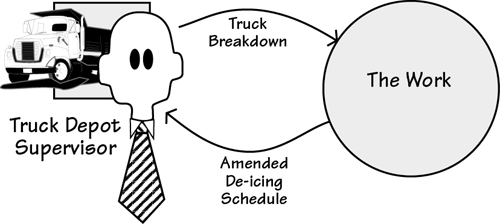 Truck
Breakdown
The Work
Truck Depot
Supervisor
Amended
De-icing
Schedule